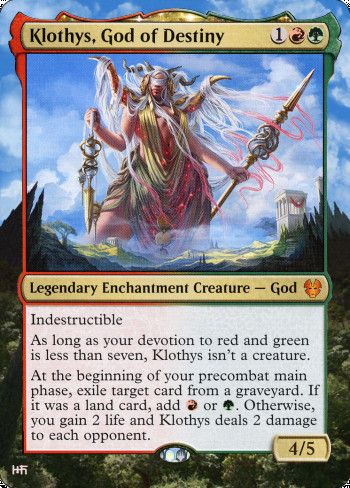 Klothys, God of Destiny 1
Legendary Enchantment Creature — God
Indestructible
As long as your devotion to red and green
is less than seven, Klothys isn't a creature.
At the beginning of your precombat main
phase, exile target card from a graveyard. If
it was a land card, add or . Otherwise,
you gain 2 life and Klothys deals 2 damage
to each opponent.
4/5